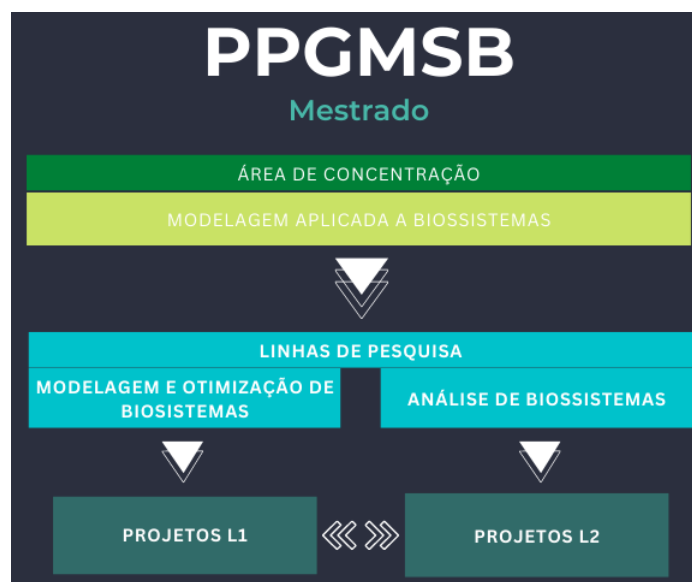 PPGMSB
Mestrado
ÁREA DE CONCENTRAÇÃO
MODELAGEM APLICADA A BIOSSISTEMAS
LINHAS DE PESQUISA
MODELAGEM E OTIMIZAÇÃO DE
BIOSISTEMAS
ANÁLISE DE BIOSSISTEMAS
PROJETOS L1
PROJETOS L2